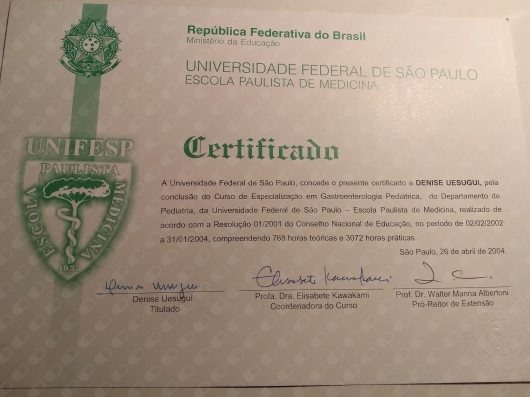 República Federativa do Brasil
Ministério da Educação
UNIVERSIDADE FEDERAL DE SÃO PAULO
ESCOLA PAULISTA DE MEDICINA
Certificado
UNIFESP
PAULISTA
ESCOLA
MEDICINA
A Universidade Federal de São Paulo, concede o presente certificado a DENISE UESUGUI, pela
conclusão do Curso de Especialização em Gastroenterologia Pediátrica, do Departamento de
Pediatria, da Universidade Federal de São Paulo – Escola Paulista de Medicina, realizado de
acordo com a Resolução 01/2001 do Conselho Nacional de Educação, no período de 02/02/2002
a 31/01/2004, compreendendo 768 horas teóricas e 3072 horas práticas.
São Paulo, 26 de abril de 2004.
Elisabete Kawakami
Denise Uesugui
Titulado
Profa. Dra. Elisabete Kawakami
Coordenadora do Curso
Prof. Dr. Walter Manna Albertoni
Pró-Reitor de Extensão